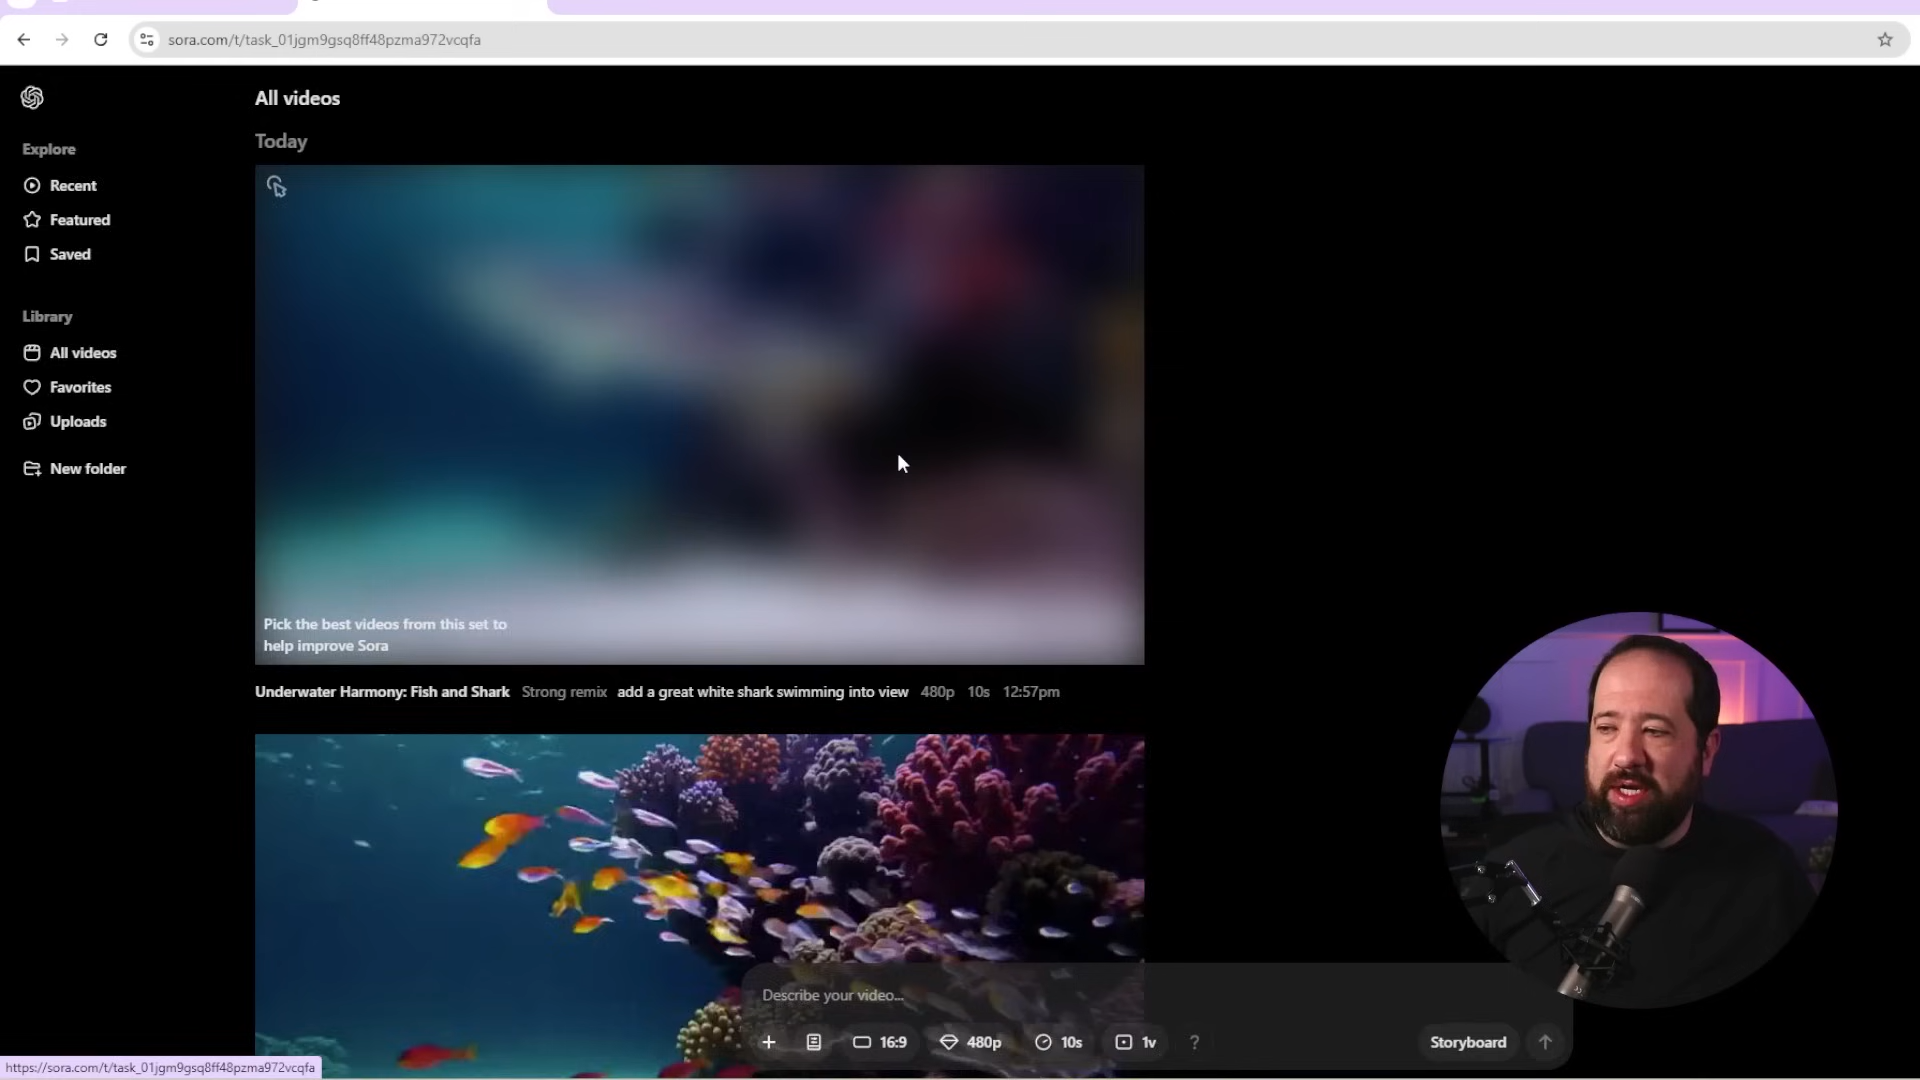 sora.com/t/task_01jgm9gsq8ff48pzma972vcqfa
All videos
Explore
Today
Recent
Featured
Saved
Library
All videos
Favorites
Uploads
New folder
Pick the best videos from this set to
help improve Sora
Underwater Harmony: Fish and Shark Strong remix add a great white shark swimming into view 480p 10s 12:57pm
Describe your video...
16:9 480p 10s 1v ? Storyboard
https://sora.com/t/task_01jgm9gsq8ff48pzma972vcqfa